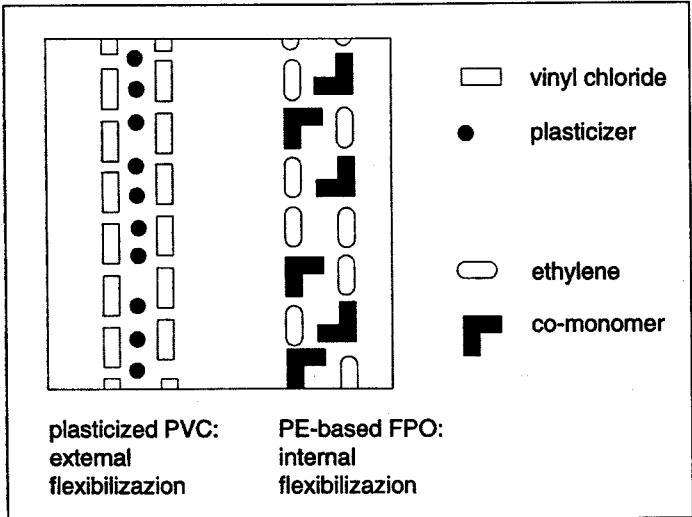 vinyl chloride
plasticizer
ethylene
co-monomer
plasticized PVC:
external
flexibilizazion
PE-based FPO:
internal
flexibilizazion